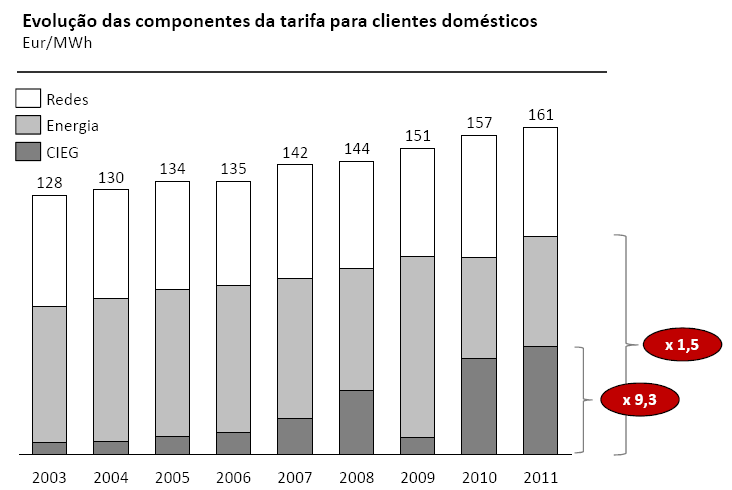 Evolução das componentes da tarifa para clientes domésticos
Eur/MWh
Redes
Energia
CIEG
128 130 134 135 142 144 151 157 161
x 1,5
x 9,3
2003 2004 2005 2006 2007 2008 2009 2010 2011